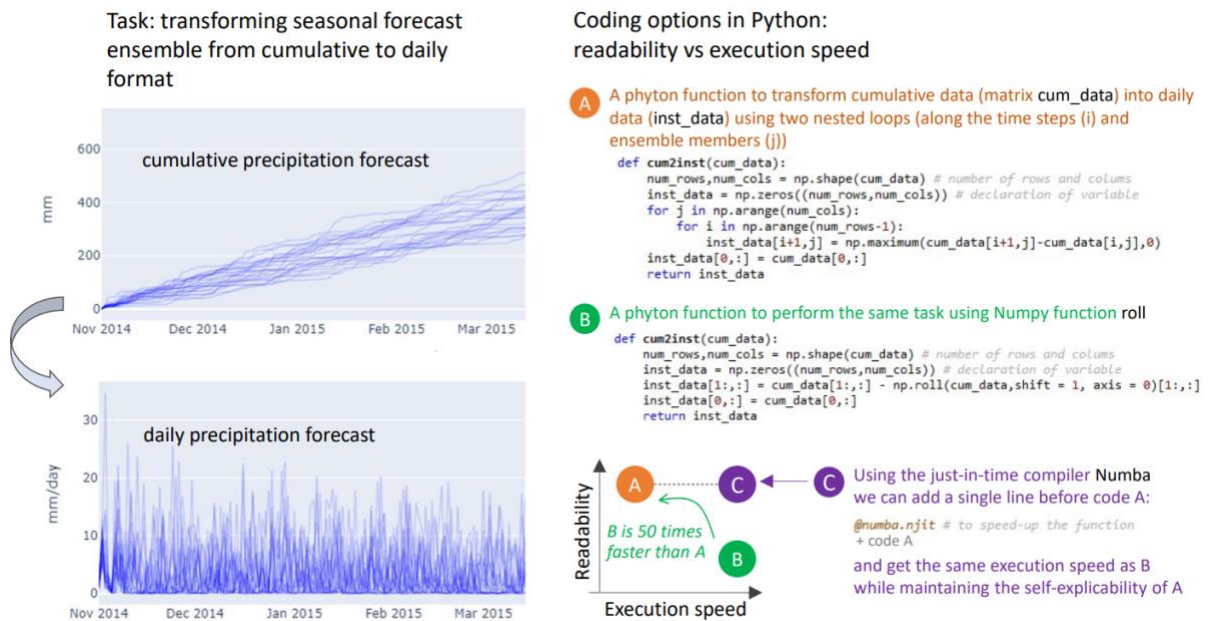 Task: transforming seasonal forecast
ensemble from cumulative to daily
format
600
400
200
0
mm
cumulative precipitation forecast
Nov 2014
Dec 2014
Jan 2015
Feb 2015
Mar 2015
30
20
10
0
mm/day
daily precipitation forecast
Nov 2014
Dec 2014
Jan 2015
Feb 2015
Mar 2015
Coding options in Python:
readability vs execution speed
A
A phyton function to transform cumulative data (matrix cum_data) into daily
data (inst_data) using two nested loops (along the time steps (i) and
ensemble members (j))
def cum2inst(cum_data):
num_rows,num_cols = np.shape(cum_data) # number of rows and colums
inst_data = np.zeros((num_rows,num_cols)) # declaration of variable
for j in np.arange(num_cols):
for i in np.arange(num_rows-1):
inst_data[i+1,j] = np.maximum(cum_data[i+1,j]-cum_data[i,j],0)
inst_data[0,:] = cum_data[0,:]
return inst_data
B
A phyton function to perform the same task using Numpy function roll
def cum2inst(cum_data):
num_rows,num_cols = np.shape(cum_data) # number of rows and colums
inst_data = np.zeros((num_rows,num_cols)) # declaration of variable
inst_data[1:,:] = cum_data[1:,:] - np.roll(cum_data,shift = 1, axis = 0)[1:,:]
inst_data[0,:] = cum_data[0,:]
return inst_data
Readability
A
C
B is 50 times
faster than A
B
Execution speed
C
Using the just-in-time compiler Numba
we can add a single line before code A:
@numba.njit # to speed-up the function
+ code A
and get the same execution speed as B
while maintaining the self-explicability of A